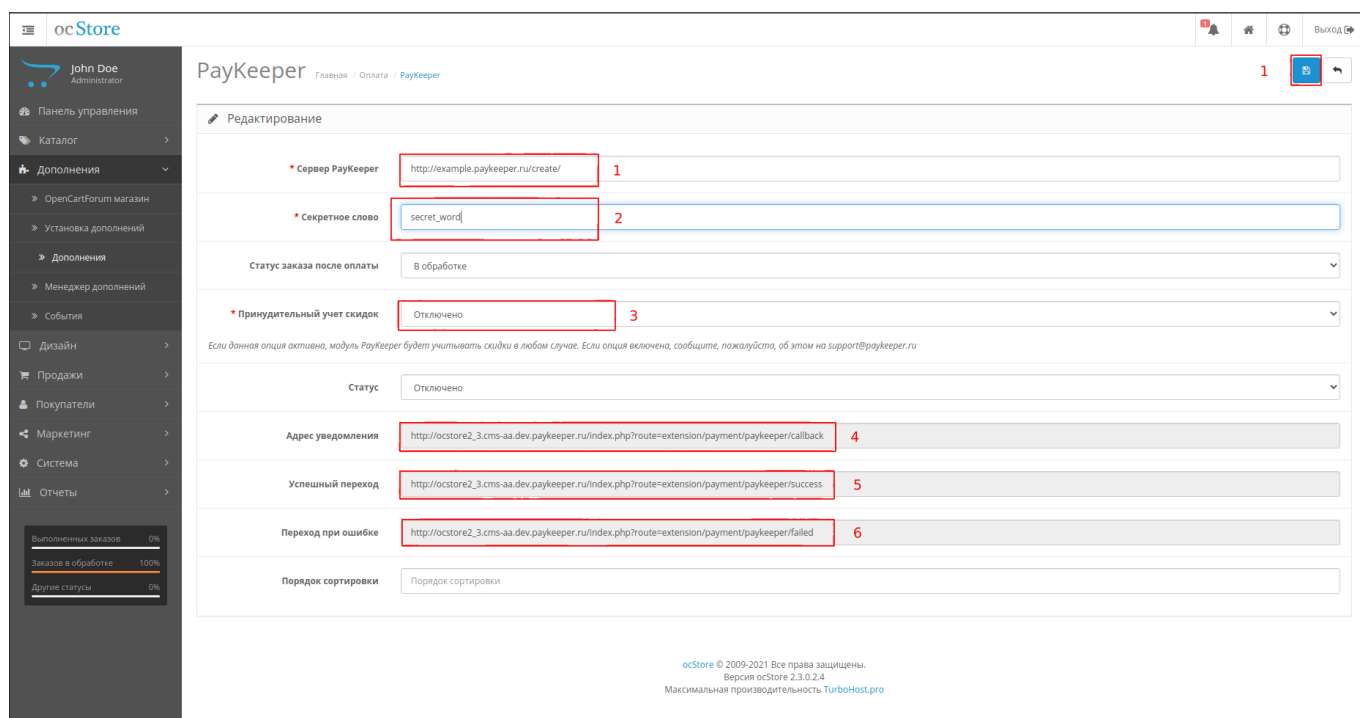 ocStore
1
Выход
John Doe
Administrator
PayKeeper Главная / Оплата / PayKeeper
1
Панель управления
Каталог
Дополнения
OpenCartForum магазин
Установка дополнений
Дополнения
Менеджер дополнений
События
Дизайн
Продажи
Покупатели
Маркетинг
Система
Отчеты
Выполненных заказов 0%
Заказов в обработке 100%
Другие статусы 0%
Редактирование
* Сервер PayKeeper http://example.paykeeper.ru/create/ 1
* Секретное слово secret_word 2
Статус заказа после оплаты В обработке
* Принудительный учет скидок Отключено 3
Если данная опция активна, модуль PayKeeper будет учитывать скидки в любом случае. Если опция включена, сообщите, пожалуйста, об этом на support@paykeeper.ru
Статус Отключено
Адрес уведомления http://ocstore2_3.cms-aa.dev.paykeeper.ru/index.php?route=extension/payment/paykeeper/callback 4
Успешный переход http://ocstore2_3.cms-aa.dev.paykeeper.ru/index.php?route=extension/payment/paykeeper/success 5
Переход при ошибке http://ocstore2_3.cms-aa.dev.paykeeper.ru/index.php?route=extension/payment/paykeeper/failed 6
Порядок сортировки Порядок сортировки
ocStore © 2009-2021 Все права защищены.
Версия ocStore 2.3.0.2.4
Максимальная производительность TurboHost.pro